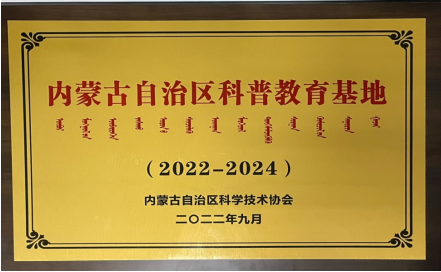 内蒙古自治区科普教育基地
（2022-2024）
内蒙古自治区科学技术协会
二〇二二年九月